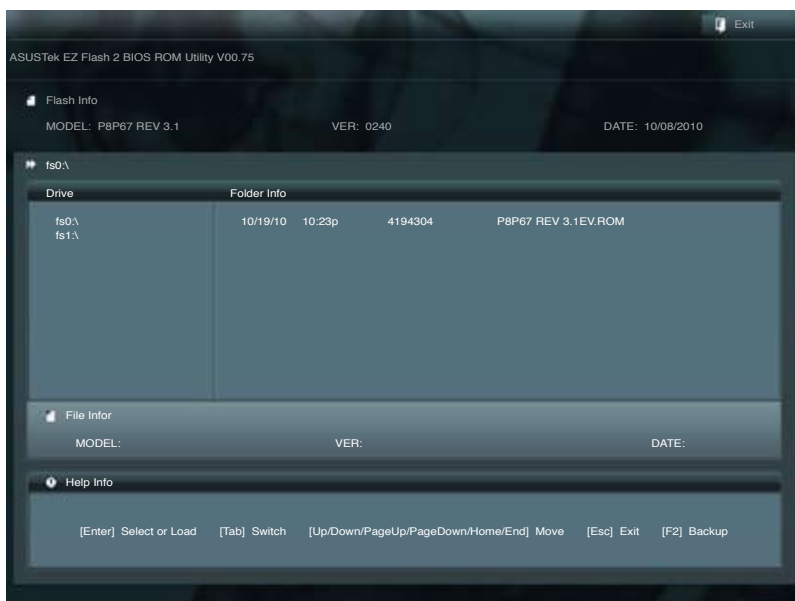 Exit
ASUSTek EZ Flash 2 BIOS ROM Utility V00.75
Flash Info
MODEL: P8P67 REV 3.1 VER: 0240 DATE: 10/08/2010
fs0:\
Drive Folder Info
fs0:\ 10/19/10 10:23p 4194304 P8P67 REV 3.1EV.ROM
fs1:\
File Infor
MODEL: VER: DATE:
Help Info
[Enter] Select or Load [Tab] Switch [Up/Down/PageUp/PageDown/Home/End] Move [Esc] Exit [F2] Backup